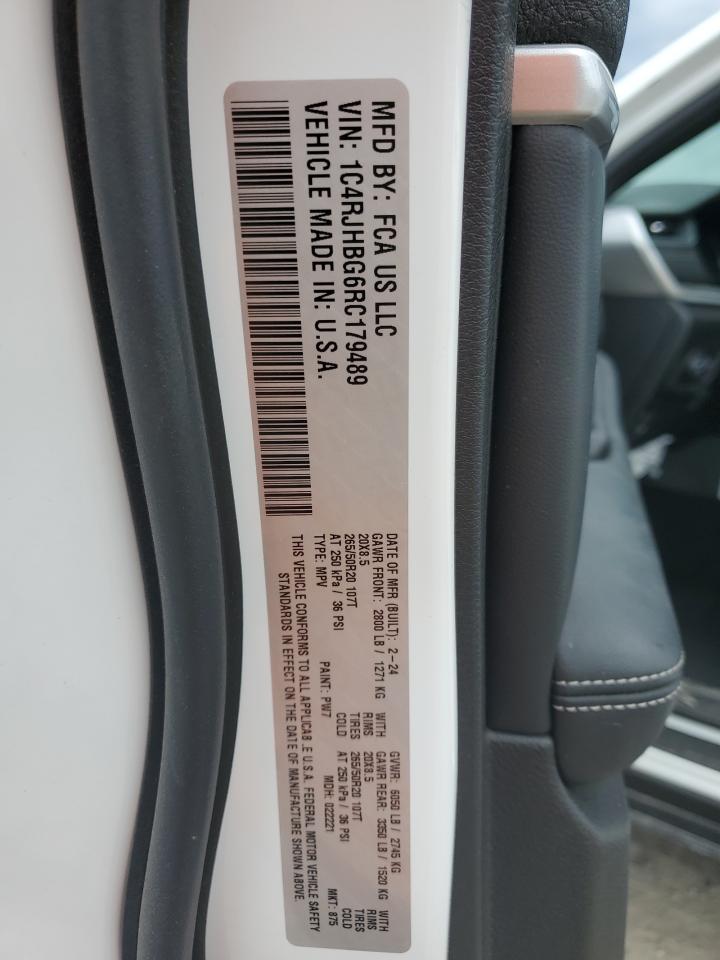 MFD BY: FCA US LLC
VIN: 1C4RJHBG6RC179489
VEHICLE MADE IN: U.S.A.
DATE OF MFR (BUILT): 2-24 GVWR: 6050 LB / 2745 KG
GAWR FRONT: 2800 LB / 1271 KG WITH GAWR REAR: 3350 LB / 1520 KG WITH
20X8.5 RIMS 20X8.5 RIMS
265/50R20 107T TIRES 265/50R20 107T TIRES
AT 250 kPa / 36 PSI COLD AT 250 kPa / 36 PSI COLD
TYPE: MPV PAINT: PW7 MDH: 022221 MKT: 875
THIS VEHICLE CONFORMS TO ALL APPLICAB.E U.S.A. FEDERAL MOTOR VEHICLE SAFETY
STANDARDS IN EFFECT ON THE DATE OF MANUFACTURE SHOWN ABOVE.